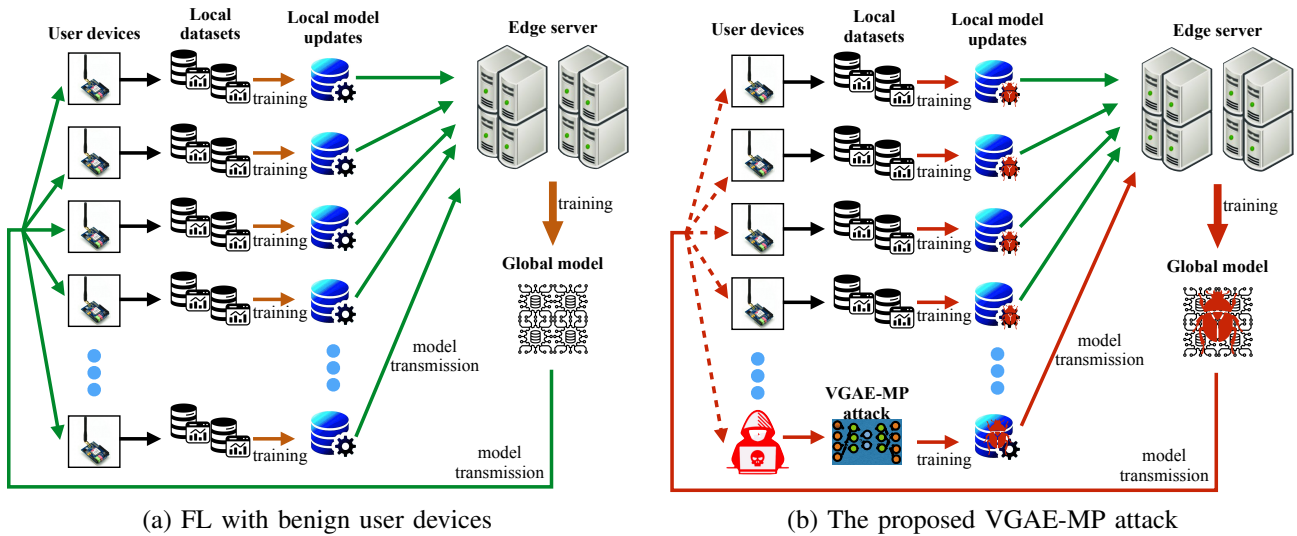 User devices
Local
datasets
Local model
updates
Edge server
training
training
training
training
training
training
Global model
model
transmission
model
transmission
(a) FL with benign user devices
User devices
Local
datasets
Local model
updates
Edge server
training
training
training
training
training
Global model
model
transmission
VGAE-MP
attack
training
model
transmission
(b) The proposed VGAE-MP attack